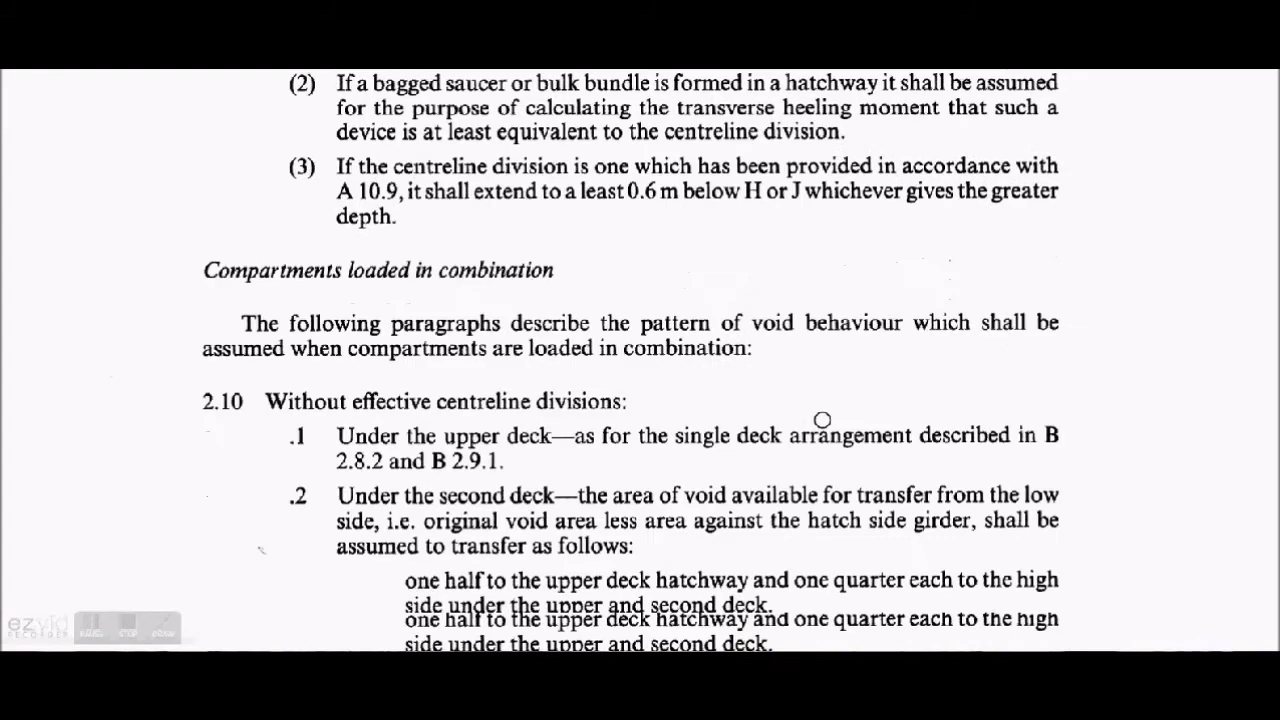 (2) If a bagged saucer or bulk bundle is formed in a hatchway it shall be assumed
for the purpose of calculating the transverse heeling moment that such a
device is at least equivalent to the centreline division.
(3) If the centreline division is one which has been provided in accordance with
A 10.9, it shall extend to a least 0.6 m below H or J whichever gives the greater
depth.
Compartments loaded in combination
The following paragraphs describe the pattern of void behaviour which shall be
assumed when compartments are loaded in combination:
2.10 Without effective centreline divisions:
.1 Under the upper deck—as for the single deck arrangement described in B
2.8.2 and B 2.9.1.
.2 Under the second deck—the area of void available for transfer from the low
side, i.e. original void area less area against the hatch side girder, shall be
assumed to transfer as follows:
one half to the upper deck hatchway and one quarter each to the high
side under the upper and second deck.
one half to the upper deck hatchway and one quarter each to the high
side under the upper and second deck.
ezvid
RECORDER